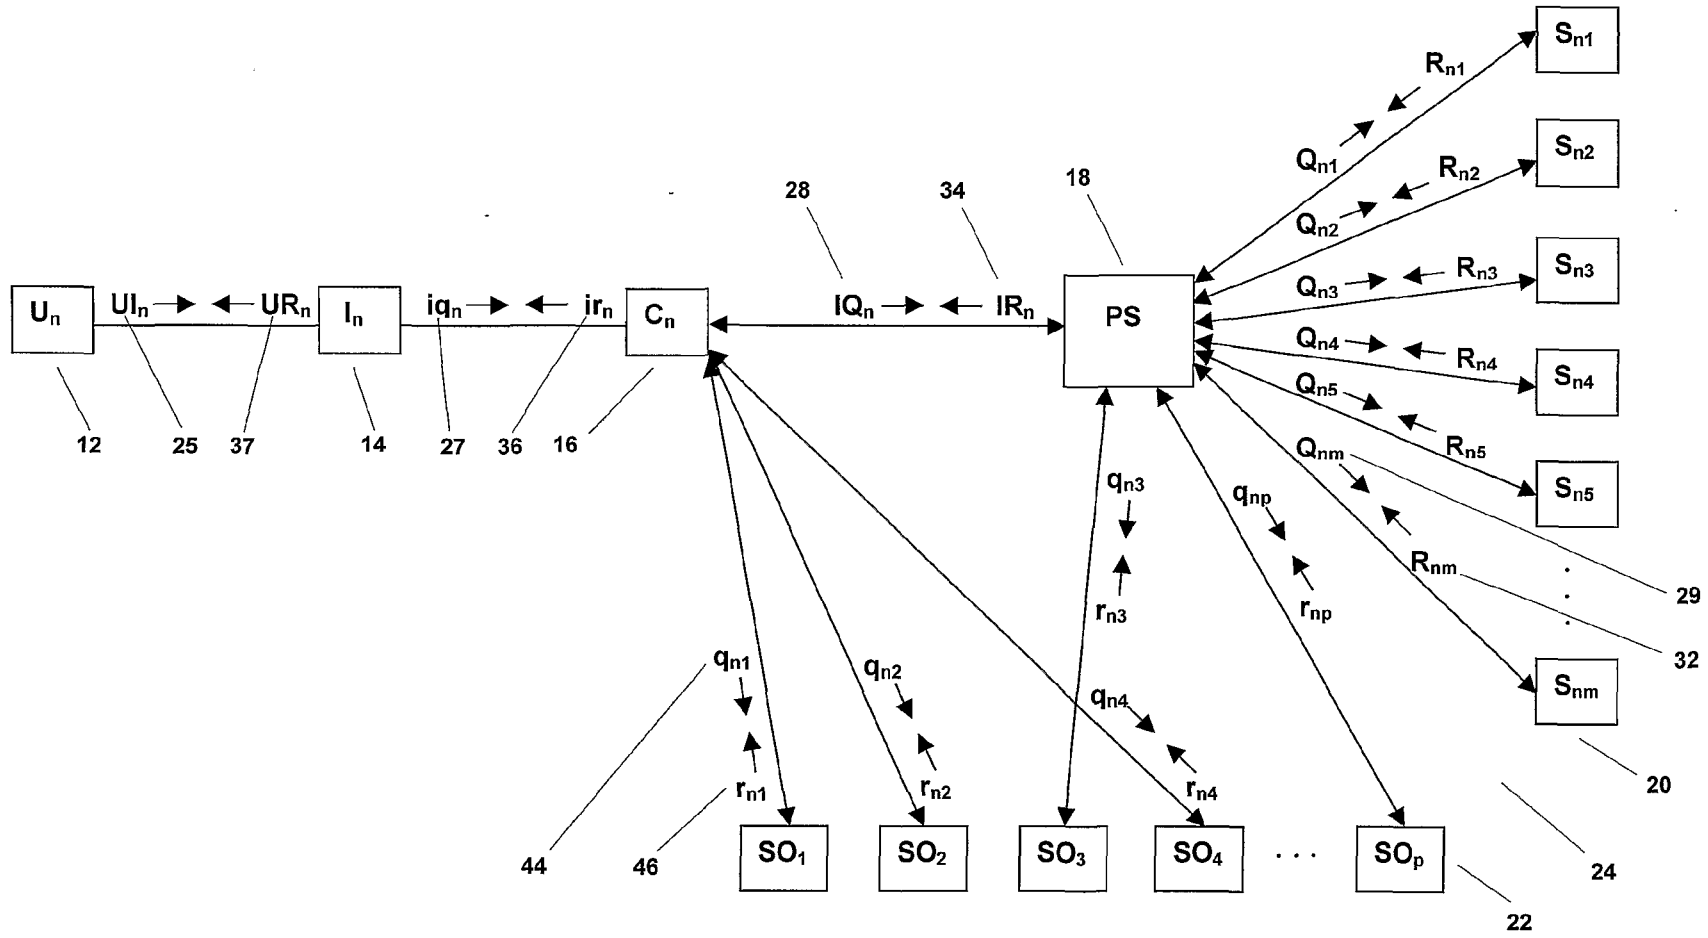 Sn1
Rn1
Qn1
Sn2
Rn2
Qn2
28
34
18
Sn3
Rn3
Qn3
Un
UIn
URn
In
iqn
irn
Cn
IQn
IRn
PS
Qn4
Rn4
Sn4
Qn5
Rn5
12
25
37
14
27
36
16
Qnm
Sn5
qn3
qnp
Rnm
29
rn3
rnp
32
qn1
qn2
qn4
Snm
rn1
rn2
rn4
20
44
46
SO1
SO2
SO3
SO4
. . .
SOp
24
22